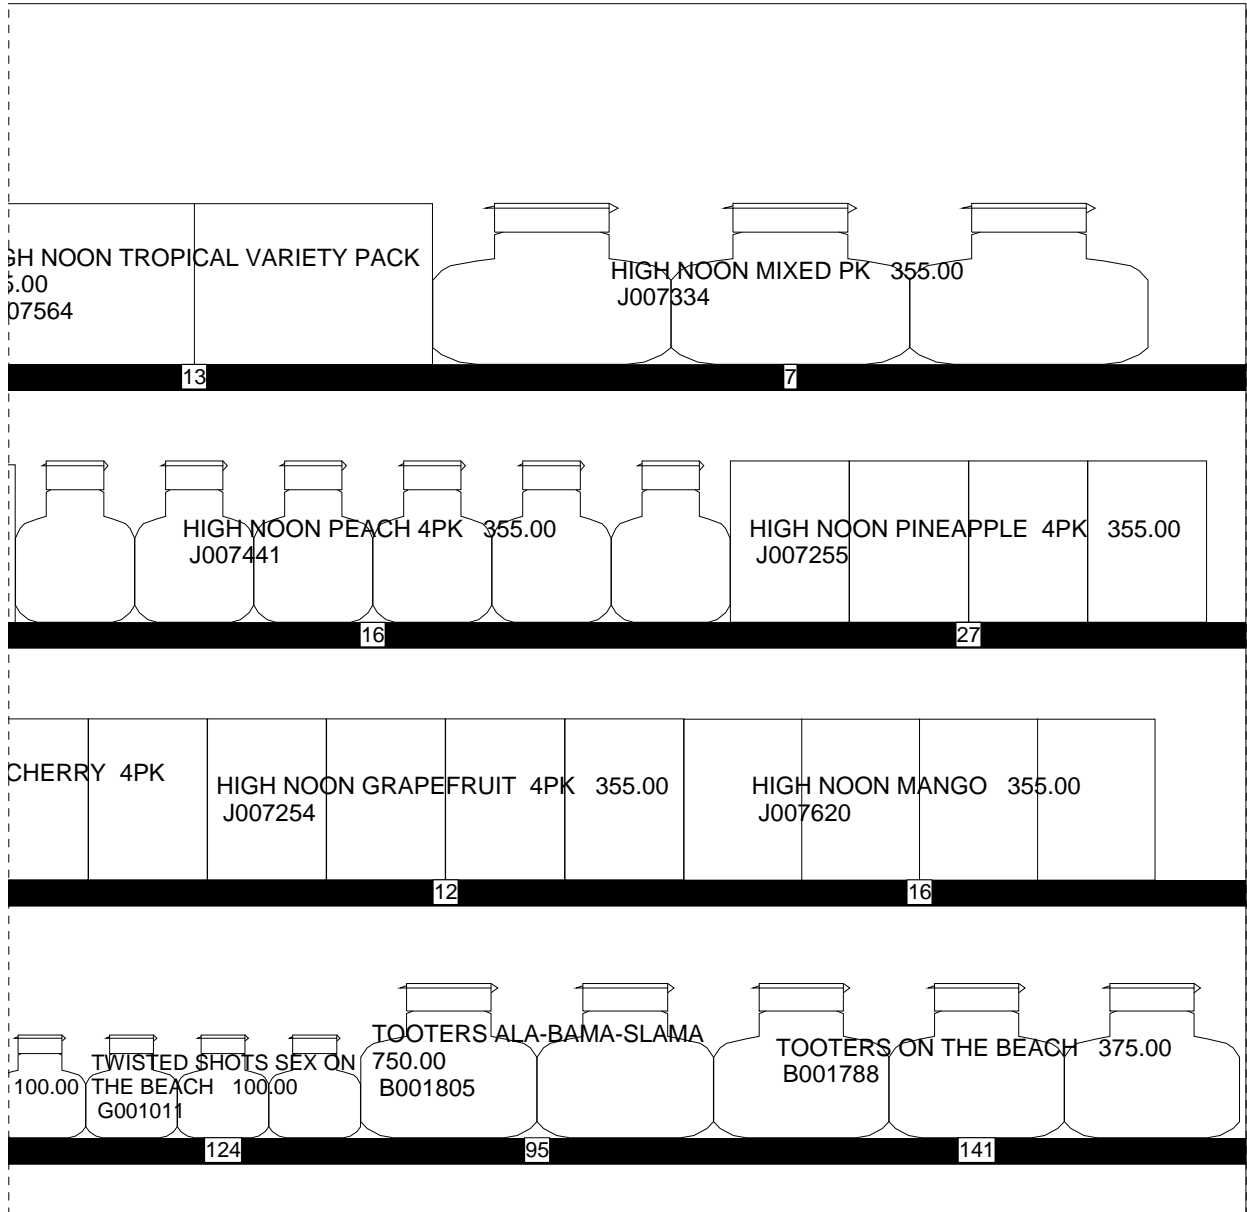 GH NOON TROPICAL VARIETY PACK
5.00
07564
HIGH NOON MIXED PK 355.00
J007334
13
7
HIGH NOON PEACH 4PK 355.00
J007441
HIGH NOON PINEAPPLE 4PK 355.00
J007255
16
27
CHERRY 4PK
HIGH NOON GRAPEFRUIT 4PK 355.00
J007254
HIGH NOON MANGO 355.00
J007620
12
16
100.00
TWISTED SHOTS SEX ON
THE BEACH 100.00
G001011
TOOTERS ALA-BAMA-SLAMA
750.00
B001805
TOOTERS ON THE BEACH 375.00
B001788
124
95
141